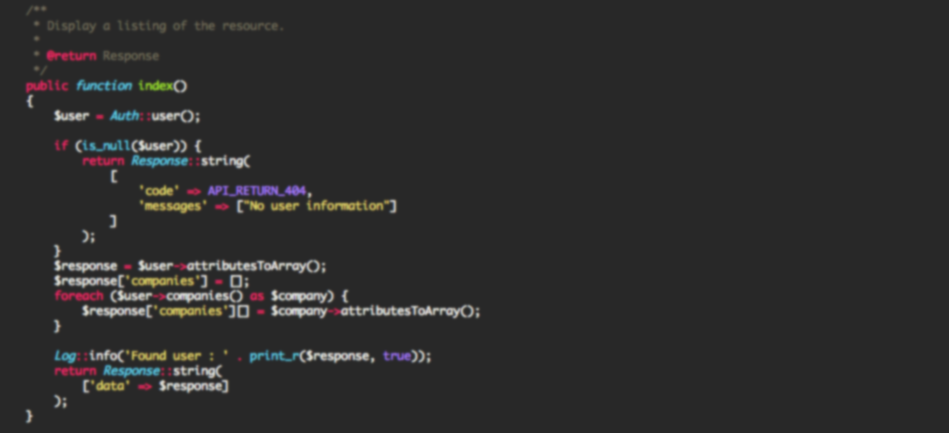 /**
 * Display a listing of the resource.
 *
 * @return Response
 */
public function index()
{
    $user = Auth::user();

    if (is_null($user)) {
        return Response::string(
            [
                'code' => API_RETURN_404,
                'messages' => ["No user information"]
            ]
        );
    }
    $response = $user->attributesToArray();
    $response['companies'] = [];
    foreach ($user->companies() as $company) {
        $response['companies'][] = $company->attributesToArray();
    }

    Log::info('Found user : ' . print_r($response, true));
    return Response::string(
        ['data' => $response]
    );
}